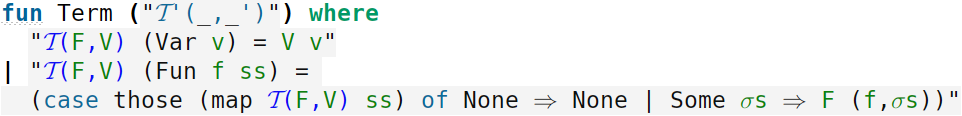 fun Term ("𝒯'(_,_')") where
"𝒯(F,V) (Var v) = V v"
| "𝒯(F,V) (Fun f ss) =
(case those (map 𝒯(F,V) ss) of None ⇒ None | Some σs ⇒ F (f,σs))"